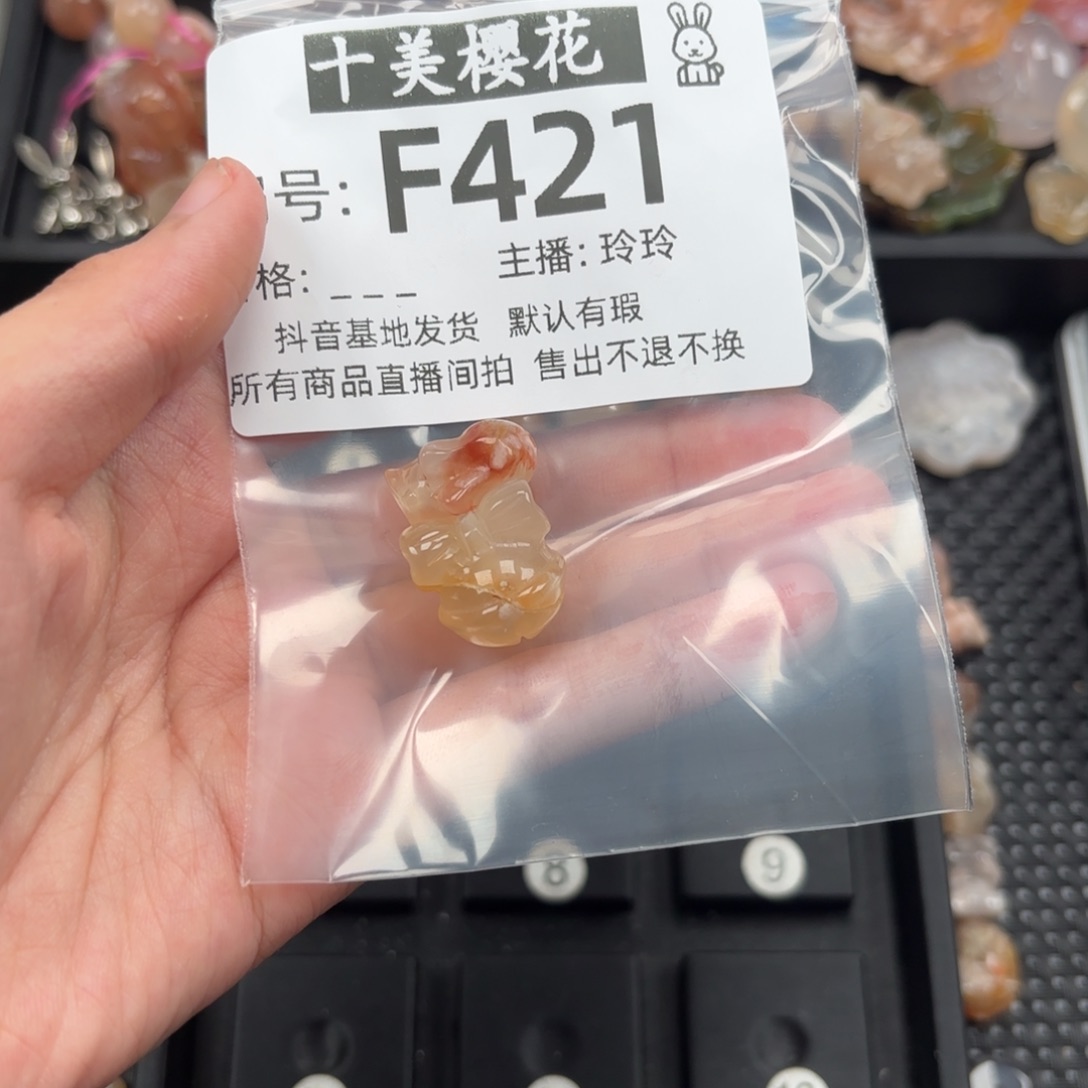 十美樱花
号: F421
格: _ _ _ 主播: 玲玲
抖音基地发货 默认有瑕
所有商品直播间拍 售出不退不换
8
9